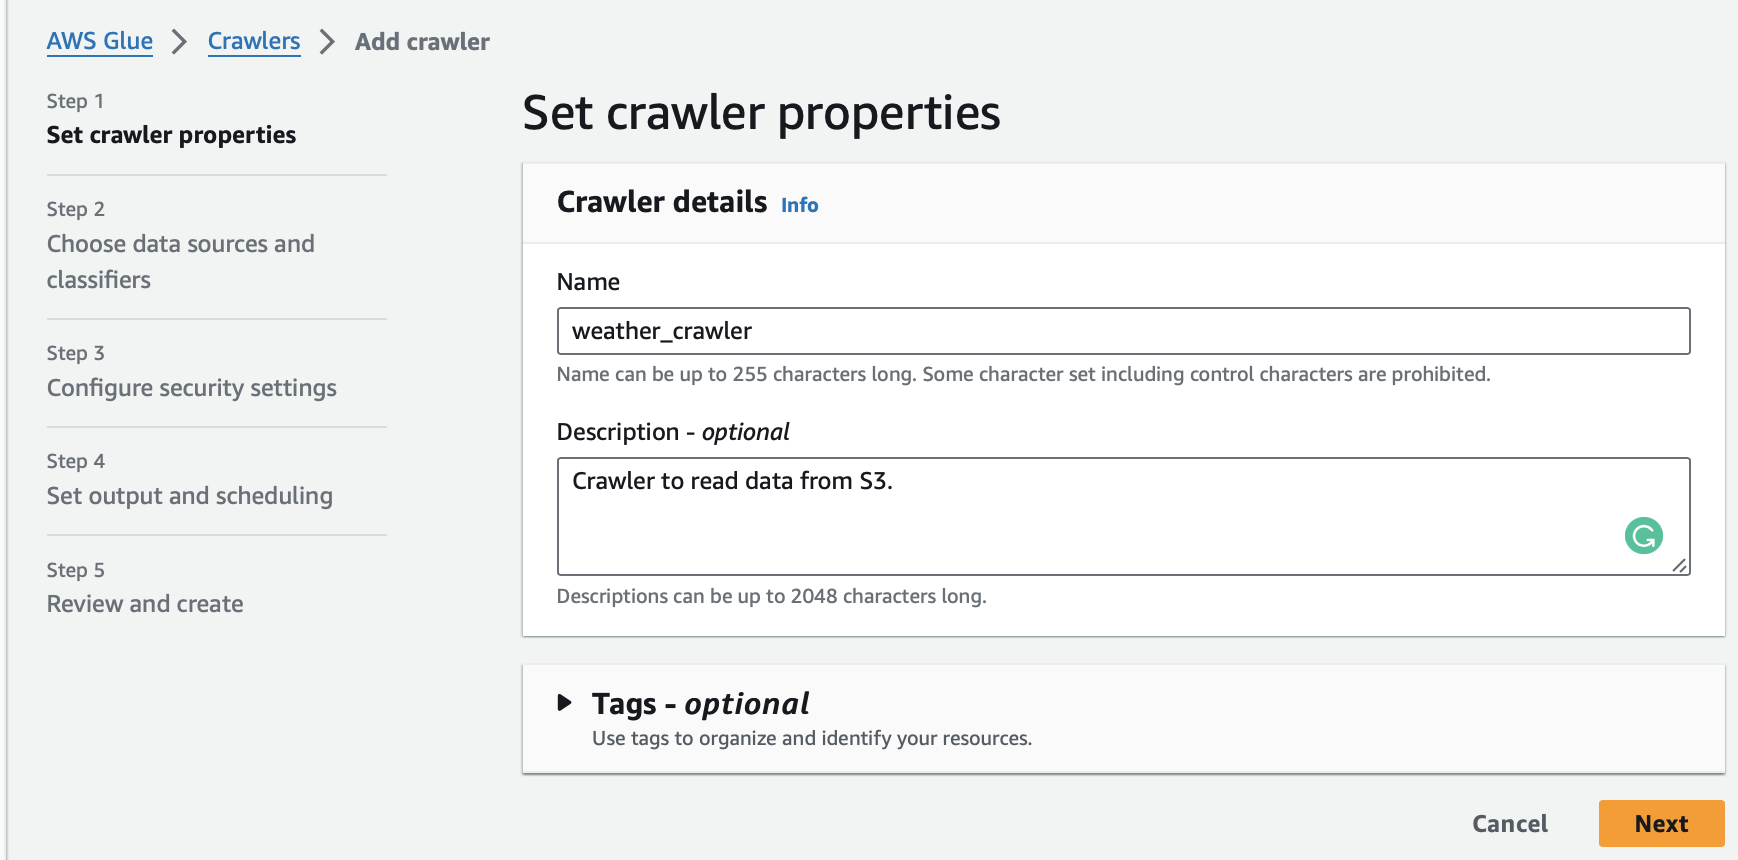 AWS Glue > Crawlers > Add crawler
Step 1
Set crawler properties
Step 2
Choose data sources and
classifiers
Step 3
Configure security settings
Step 4
Set output and scheduling
Step 5
Review and create
Set crawler properties
Crawler details Info
Name
weather_crawler
Name can be up to 255 characters long. Some character set including control characters are prohibited.
Description - optional
Crawler to read data from S3.
Descriptions can be up to 2048 characters long.
Tags - optional
Use tags to organize and identify your resources.
Cancel Next